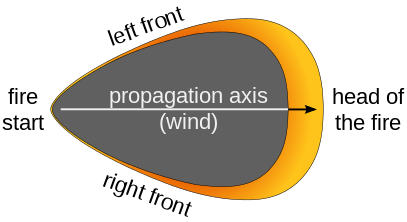 left front
fire
start
propagation axis
(wind)
head of
the fire
right front